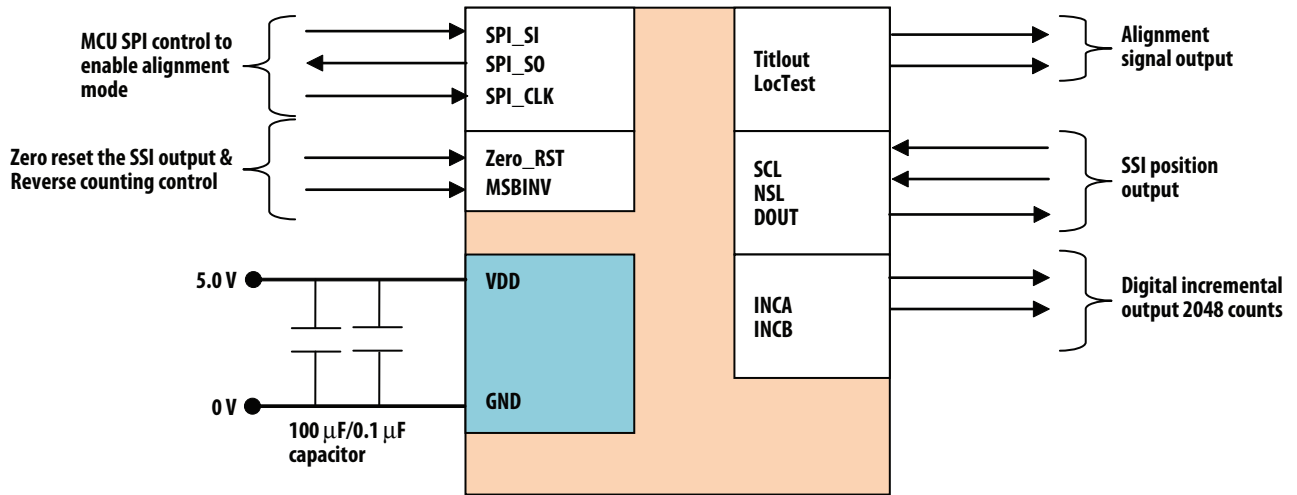 MCU SPI control to
enable alignment
mode
Zero reset the SSI output &
Reverse counting control
5.0 V
0 V
100 μF/0.1 μF
capacitor
SPI_SI
SPI_SO
SPI_CLK
Zero_RST
MSBINV
VDD
GND
Titlout
LocTest
SCL
NSL
DOUT
INCA
INCB
Alignment
signal output
SSI position
output
Digital incremental
output 2048 counts